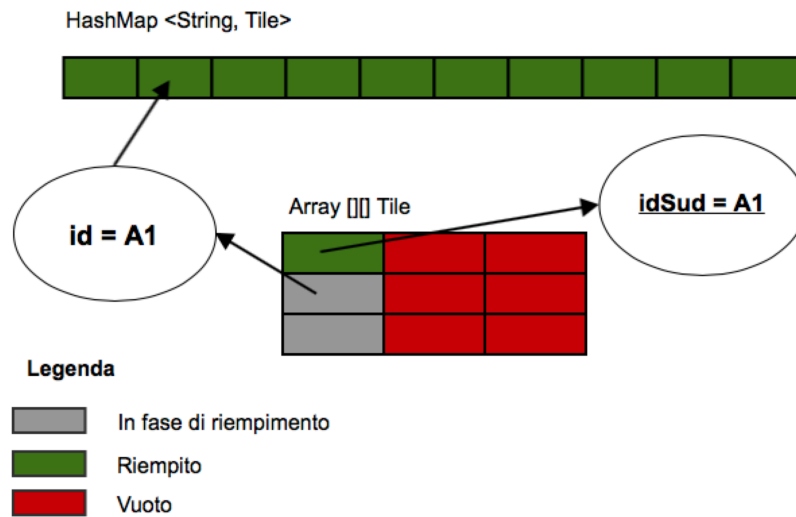 HashMap <String, Tile>
idSud = A1
Array [][] Tile
id = A1
Legenda
In fase di riempimento
Riempito
Vuoto